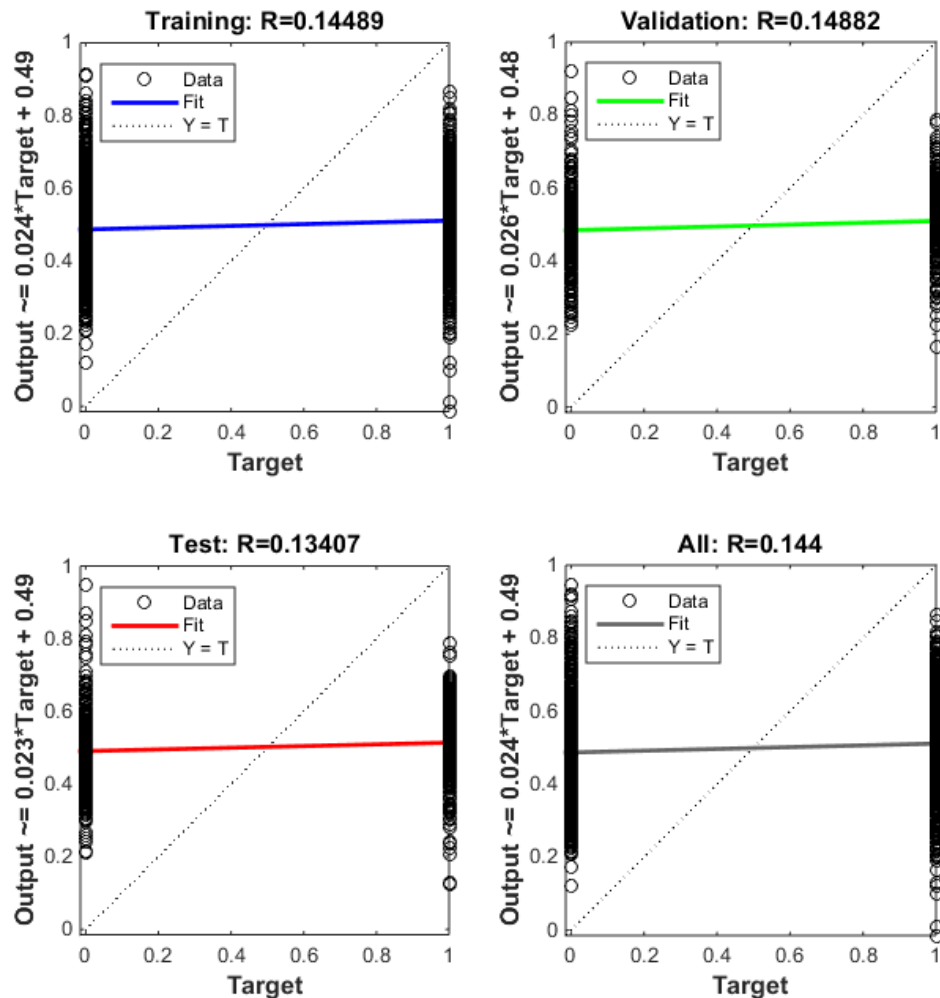 Training: R=0.14489
Output ~= 0.024*Target + 0.49
1
0.8
0.6
0.4
0.2
0
Data
Fit
Y = T
0 0.2 0.4 0.6 0.8 1
Target
Validation: R=0.14882
Output ~= 0.026*Target + 0.48
1
0.8
0.6
0.4
0.2
0
Data
Fit
Y = T
0 0.2 0.4 0.6 0.8 1
Target
Test: R=0.13407
Output ~= 0.023*Target + 0.49
1
0.8
0.6
0.4
0.2
0
Data
Fit
Y = T
0 0.2 0.4 0.6 0.8 1
Target
All: R=0.144
Output ~= 0.024*Target + 0.49
1
0.8
0.6
0.4
0.2
0
Data
Fit
Y = T
0 0.2 0.4 0.6 0.8 1
Target